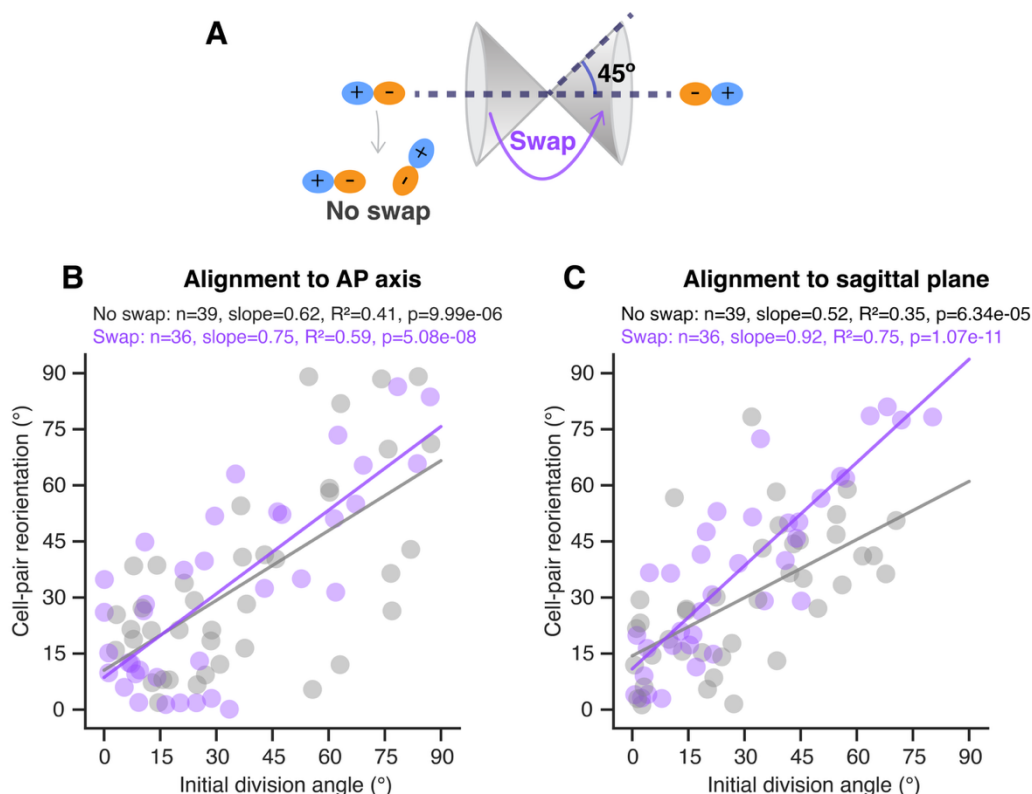 A
45º
+ - - +
Swap
+ - - +
No swap
B Alignment to AP axis
No swap: n=39, slope=0.62, R²=0.41, p=9.99e-06
Swap: n=36, slope=0.75, R²=0.59, p=5.08e-08
90
75
60
45
30
15
0
Cell-pair reorientation (°)
0 15 30 45 60 75 90
Initial division angle (°)
C Alignment to sagittal plane
No swap: n=39, slope=0.52, R²=0.35, p=6.34e-05
Swap: n=36, slope=0.92, R²=0.75, p=1.07e-11
90
75
60
45
30
15
0
Cell-pair reorientation (°)
0 15 30 45 60 75 90
Initial division angle (°)